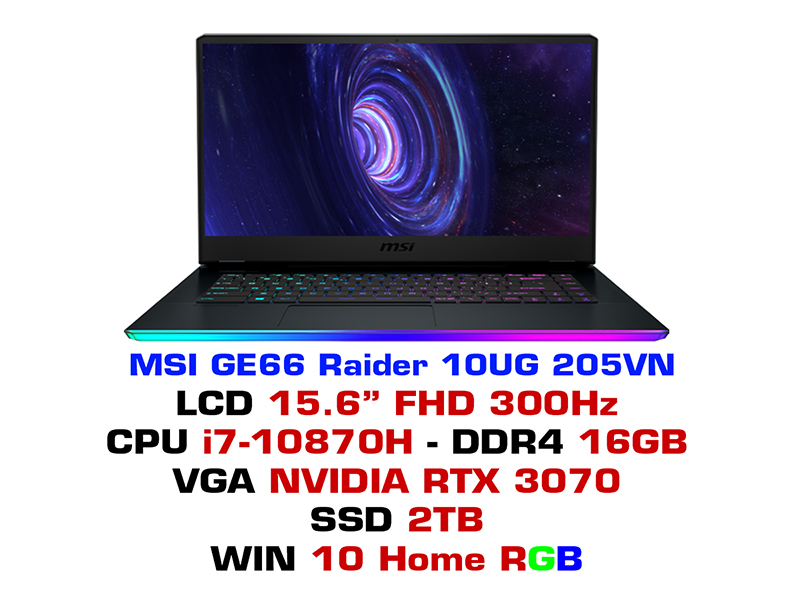 msi
MSI GE66 Raider 10UG 205VN
LCD 15.6” FHD 300Hz
CPU i7-10870H - DDR4 16GB
VGA NVIDIA RTX 3070
SSD 2TB
WIN 10 Home RGB